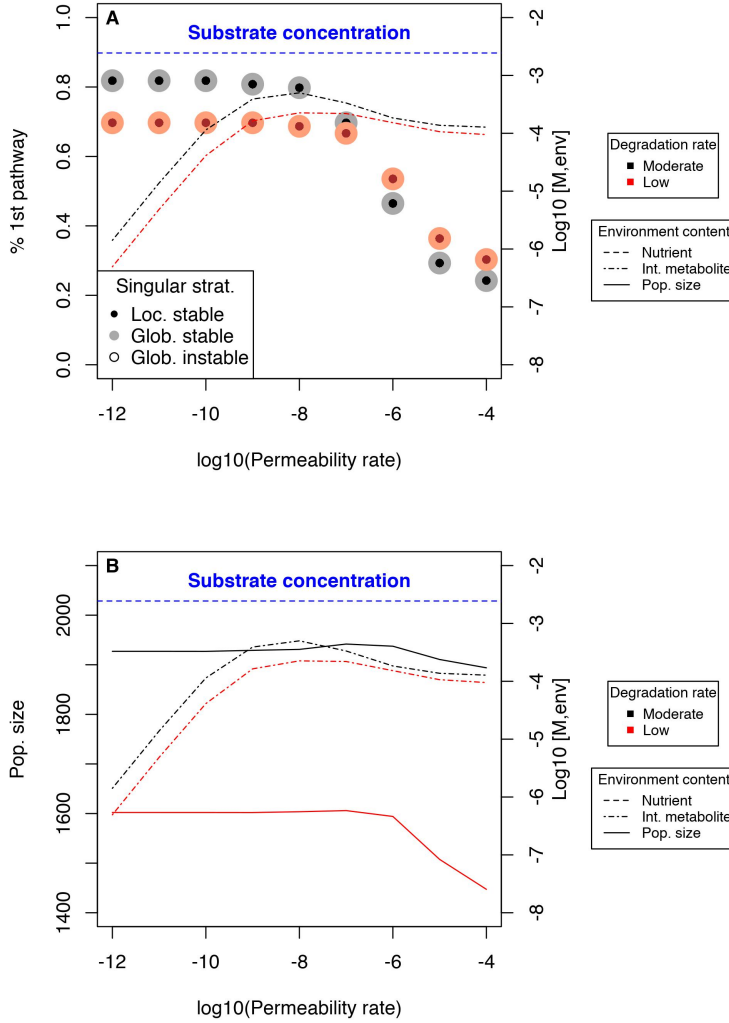 A
Substrate concentration
1.0
0.8
0.6
0.4
0.2
0.0
% 1st pathway
-2
-3
-4
-5
-6
-7
-8
Log10 [M,env]
Singular strat.
Loc. stable
Glob. stable
Glob. instable
-12
-10
-8
-6
-4
log10(Permeability rate)
Degradation rate
Moderate
Low
Environment content
Nutrient
Int. metabolite
Pop. size
B
Substrate concentration
2000
1800
1600
1400
Pop. size
-2
-3
-4
-5
-6
-7
-8
Log10 [M,env]
-12
-10
-8
-6
-4
log10(Permeability rate)
Degradation rate
Moderate
Low
Environment content
Nutrient
Int. metabolite
Pop. size